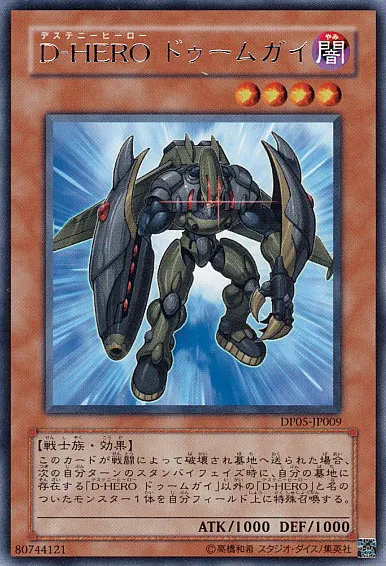 デステニーヒーロー
D-HERO ドゥームガイ
やみ
闇
DP05-JP009
【戦士族・効果】
このカードが戦闘によって破壊され墓地へ送られた場合、
次の自分ターンのスタンバイフェイズ時に、自分の墓地に
存在する「D-HERO ドゥームガイ」以外の「D-HERO」と名の
ついたモンスター1体を自分フィールド上に特殊召喚する。
ATK/1000 DEF/1000
80744121
©高橋和希 スタジオ・ダイス/集英社